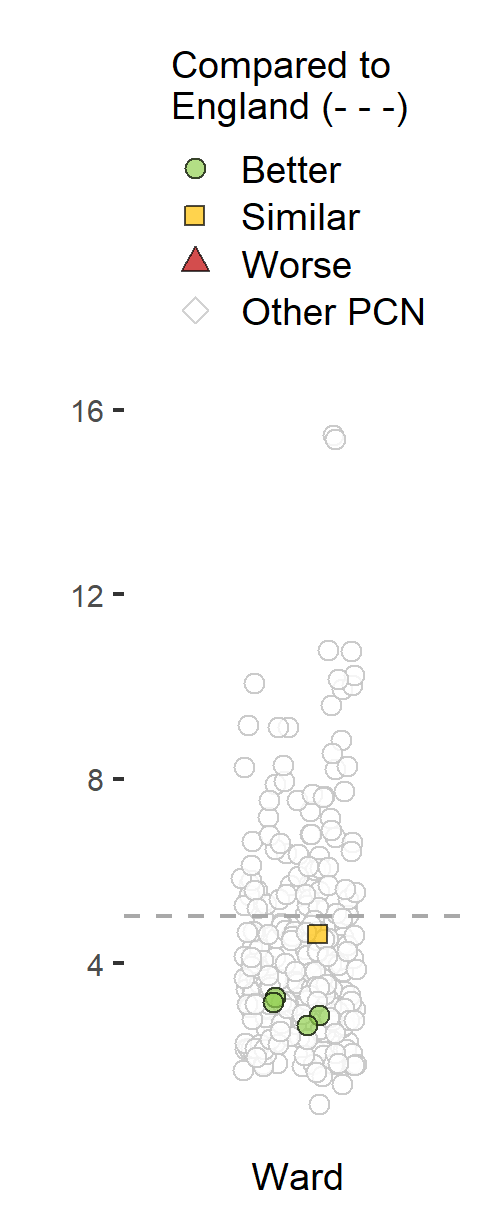 Compared to
England (- - -)
Better
Similar
Worse
Other PCN
16
12
8
4
Ward